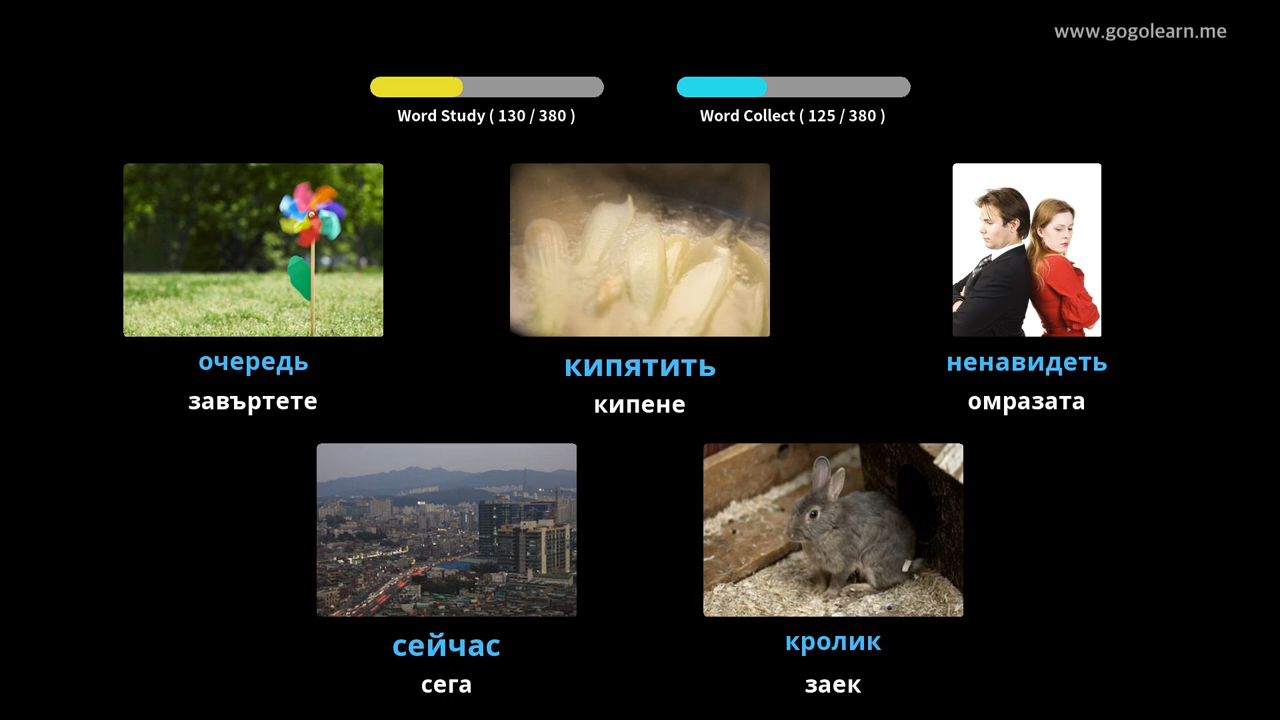 www.gogolearn.me
Word Study ( 130 / 380 )
Word Collect ( 125 / 380 )
очередь
завъртете
кипятить
кипене
ненавидеть
омразата
сейчас
сега
кролик
заек